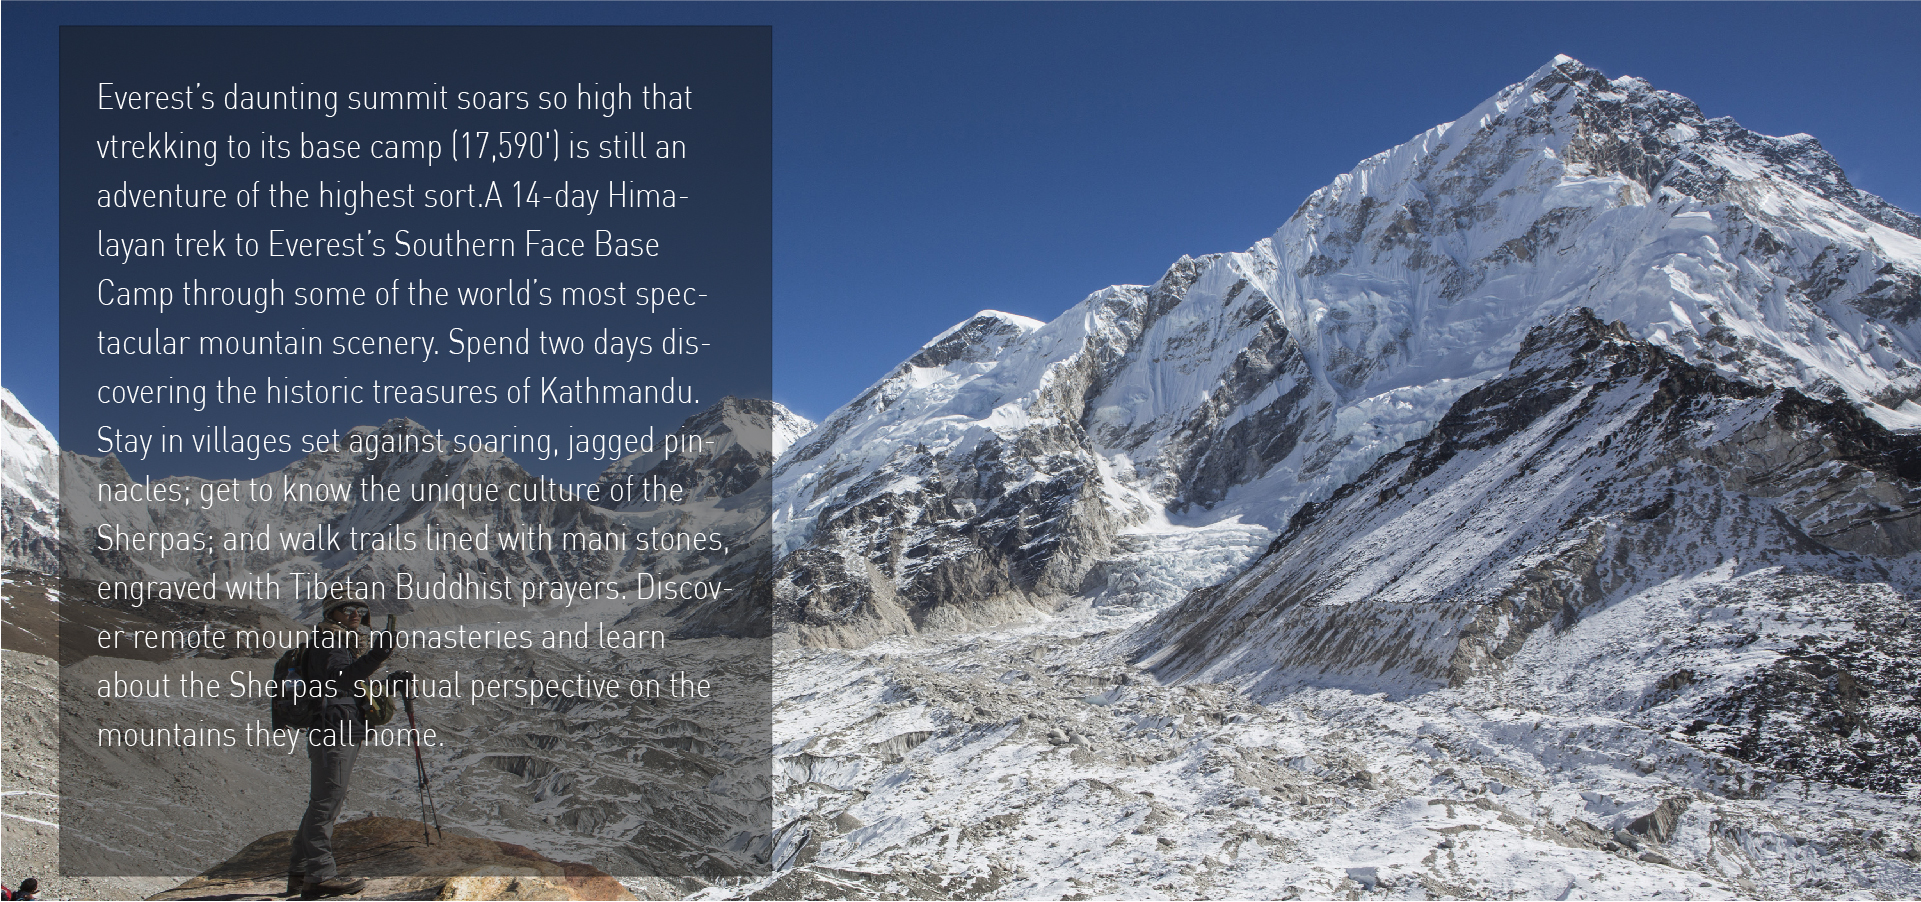 Everest’s daunting summit soars so high that
vtrekking to its base camp (17,590') is still an
adventure of the highest sort.A 14-day Hima-
layan trek to Everest’s Southern Face Base
Camp through some of the world’s most spec-
tacular mountain scenery. Spend two days dis-
covering the historic treasures of Kathmandu.
Stay in villages set against soaring, jagged pin-
nacles; get to know the unique culture of the
Sherpas; and walk trails lined with mani stones,
engraved with Tibetan Buddhist prayers. Discov-
er remote mountain monasteries and learn
about the Sherpas’ spiritual perspective on the
mountains they call home.